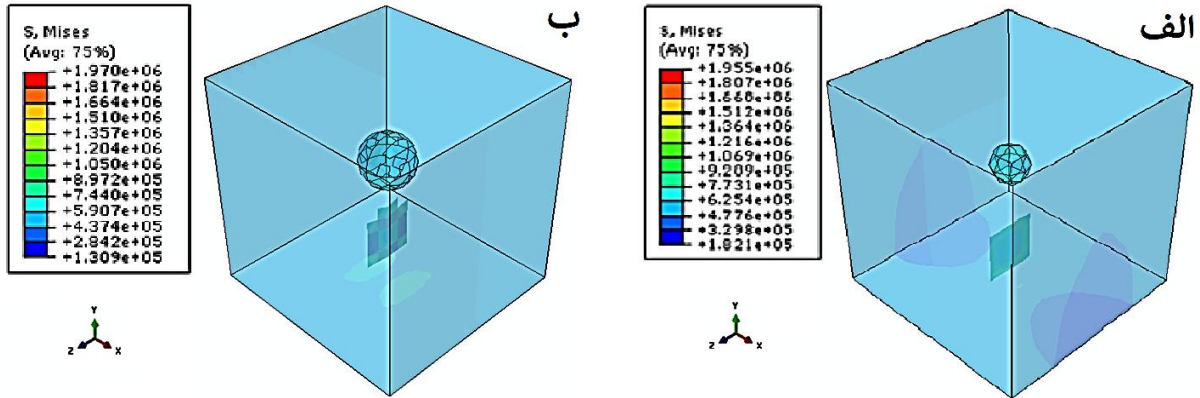 ب
S, Mises
(Avg: 75%)
+1.970e+06
+1.817e+06
+1.664e+06
+1.510e+06
+1.357e+06
+1.204e+06
+1.050e+06
+8.972e+05
+7.440e+05
+5.907e+05
+4.374e+05
+2.842e+05
+1.309e+05
Y
Z
X
الف
S, Mises
(Avg: 75%)
+1.955e+06
+1.807e+06
+1.660e+06
+1.512e+06
+1.364e+06
+1.216e+06
+1.069e+06
+9.209e+05
+7.731e+05
+6.254e+05
+4.776e+05
+3.298e+05
+1.821e+05
Y
Z
X